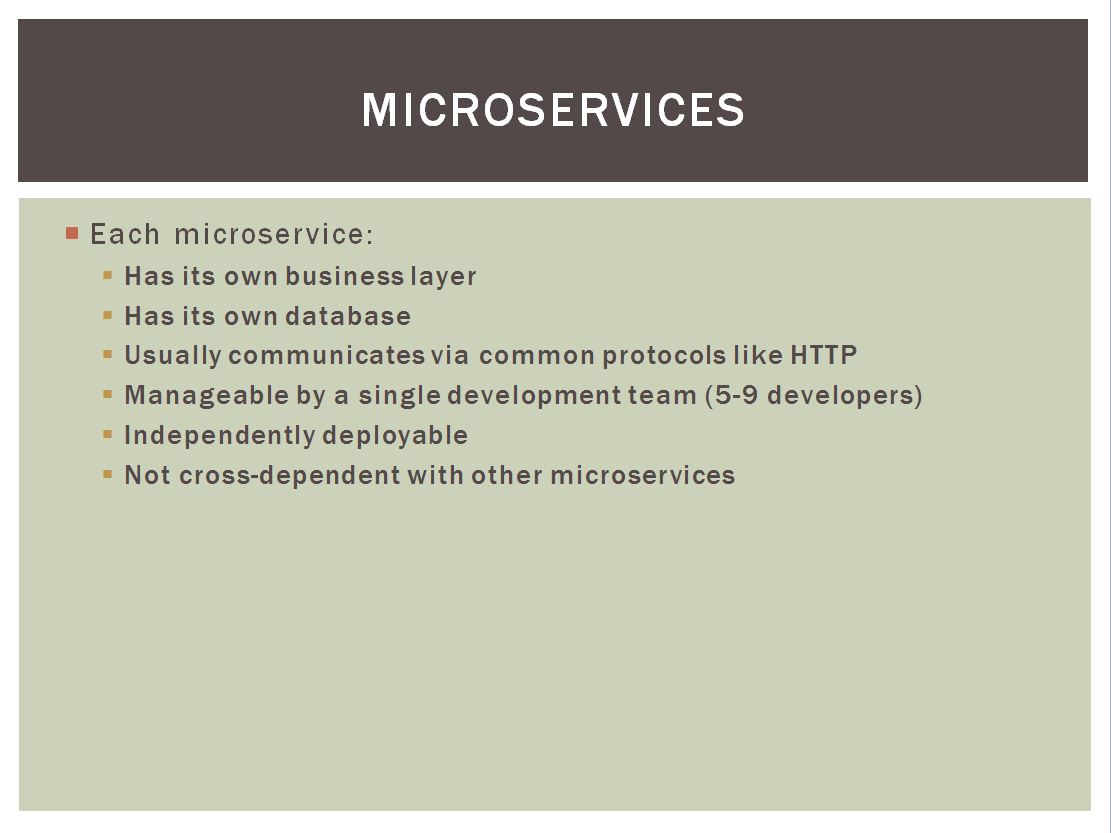 MICROSERVICES
Each microservice:
Has its own business layer
Has its own database
Usually communicates via common protocols like HTTP
Manageable by a single development team (5-9 developers)
Independently deployable
Not cross-dependent with other microservices